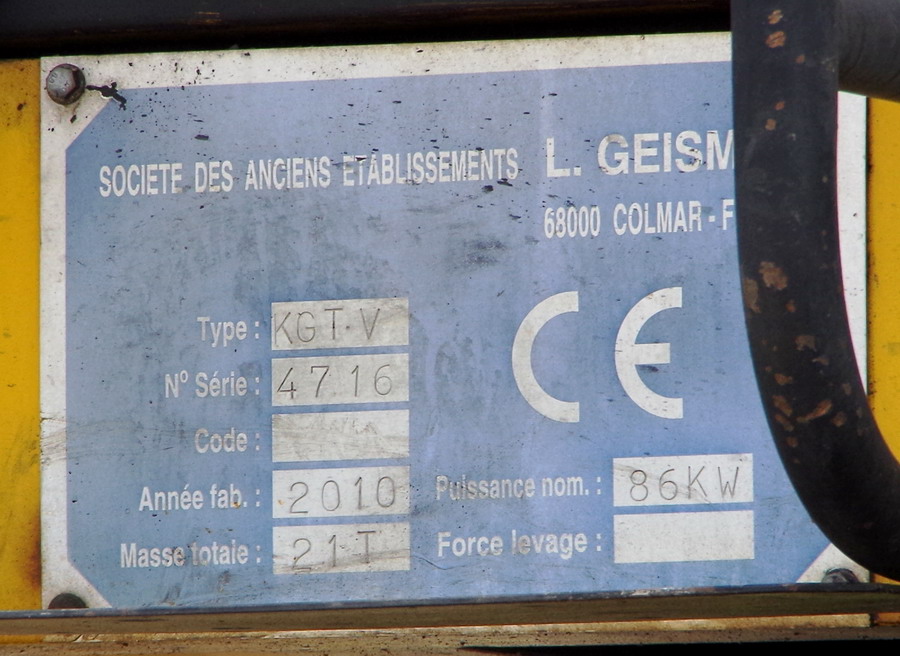 SOCIETE DES ANCIENS ETABLISSEMENTS L. GEISM
68000 COLMAR - F
Type : KGT-V
N° Série : 4716
Code :
Année fab. : 2010
Puissance nom. : 86KW
Masse totale : 21T
Force levage :
CE